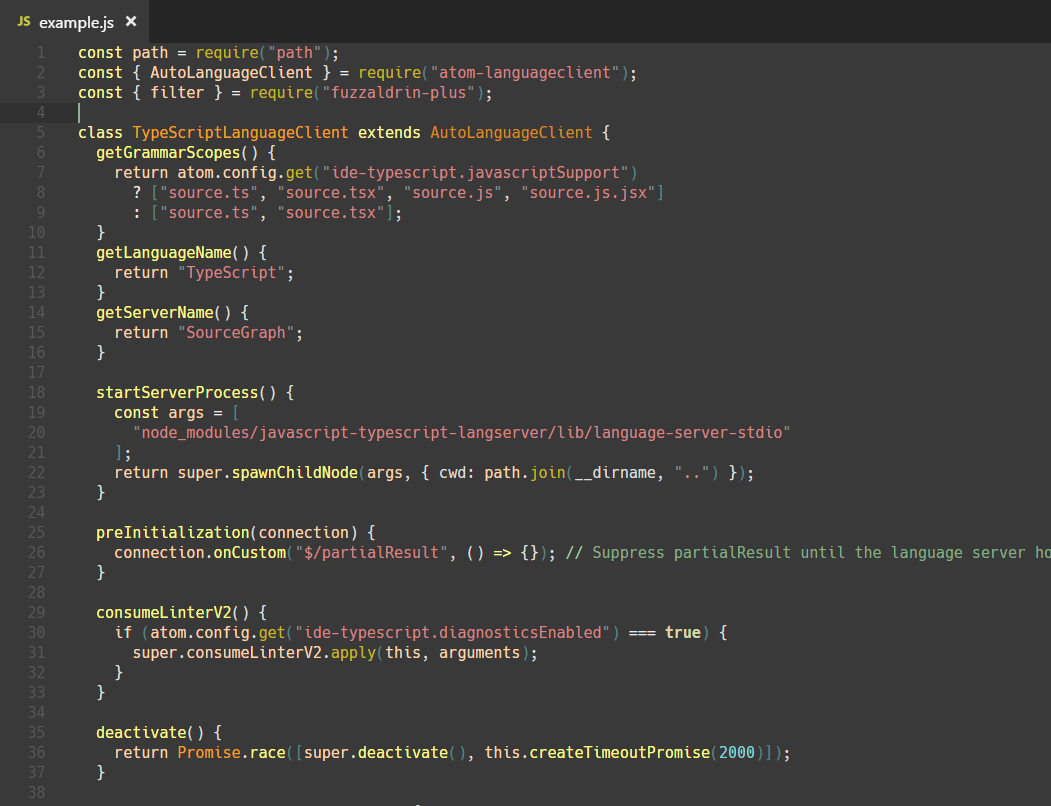 JS example.js ×
1 const path = require("path");
2 const { AutoLanguageClient } = require("atom-languageclient");
3 const { filter } = require("fuzzaldrin-plus");
4
5 class TypeScriptLanguageClient extends AutoLanguageClient {
6 getGrammarScopes() {
7 return atom.config.get("ide-typescript.javascriptSupport")
8 ? ["source.ts", "source.tsx", "source.js", "source.js.jsx"]
9 : ["source.ts", "source.tsx"];
10 }
11 getLanguageName() {
12 return "TypeScript";
13 }
14 getServerName() {
15 return "SourceGraph";
16 }
17
18 startServerProcess() {
19 const args = [
20 "node_modules/javascript-typescript-langserver/lib/language-server-stdio"
21 ];
22 return super.spawnChildNode(args, { cwd: path.join(__dirname, "..") });
23 }
24
25 preInitialization(connection) {
26 connection.onCustom("$/partialResult", () => {}); // Suppress partialResult until the language server ho
27 }
28
29 consumeLinterV2() {
30 if (atom.config.get("ide-typescript.diagnosticsEnabled") === true) {
31 super.consumeLinterV2.apply(this, arguments);
32 }
33 }
34
35 deactivate() {
36 return Promise.race([super.deactivate(), this.createTimeoutPromise(2000)]);
37 }
38